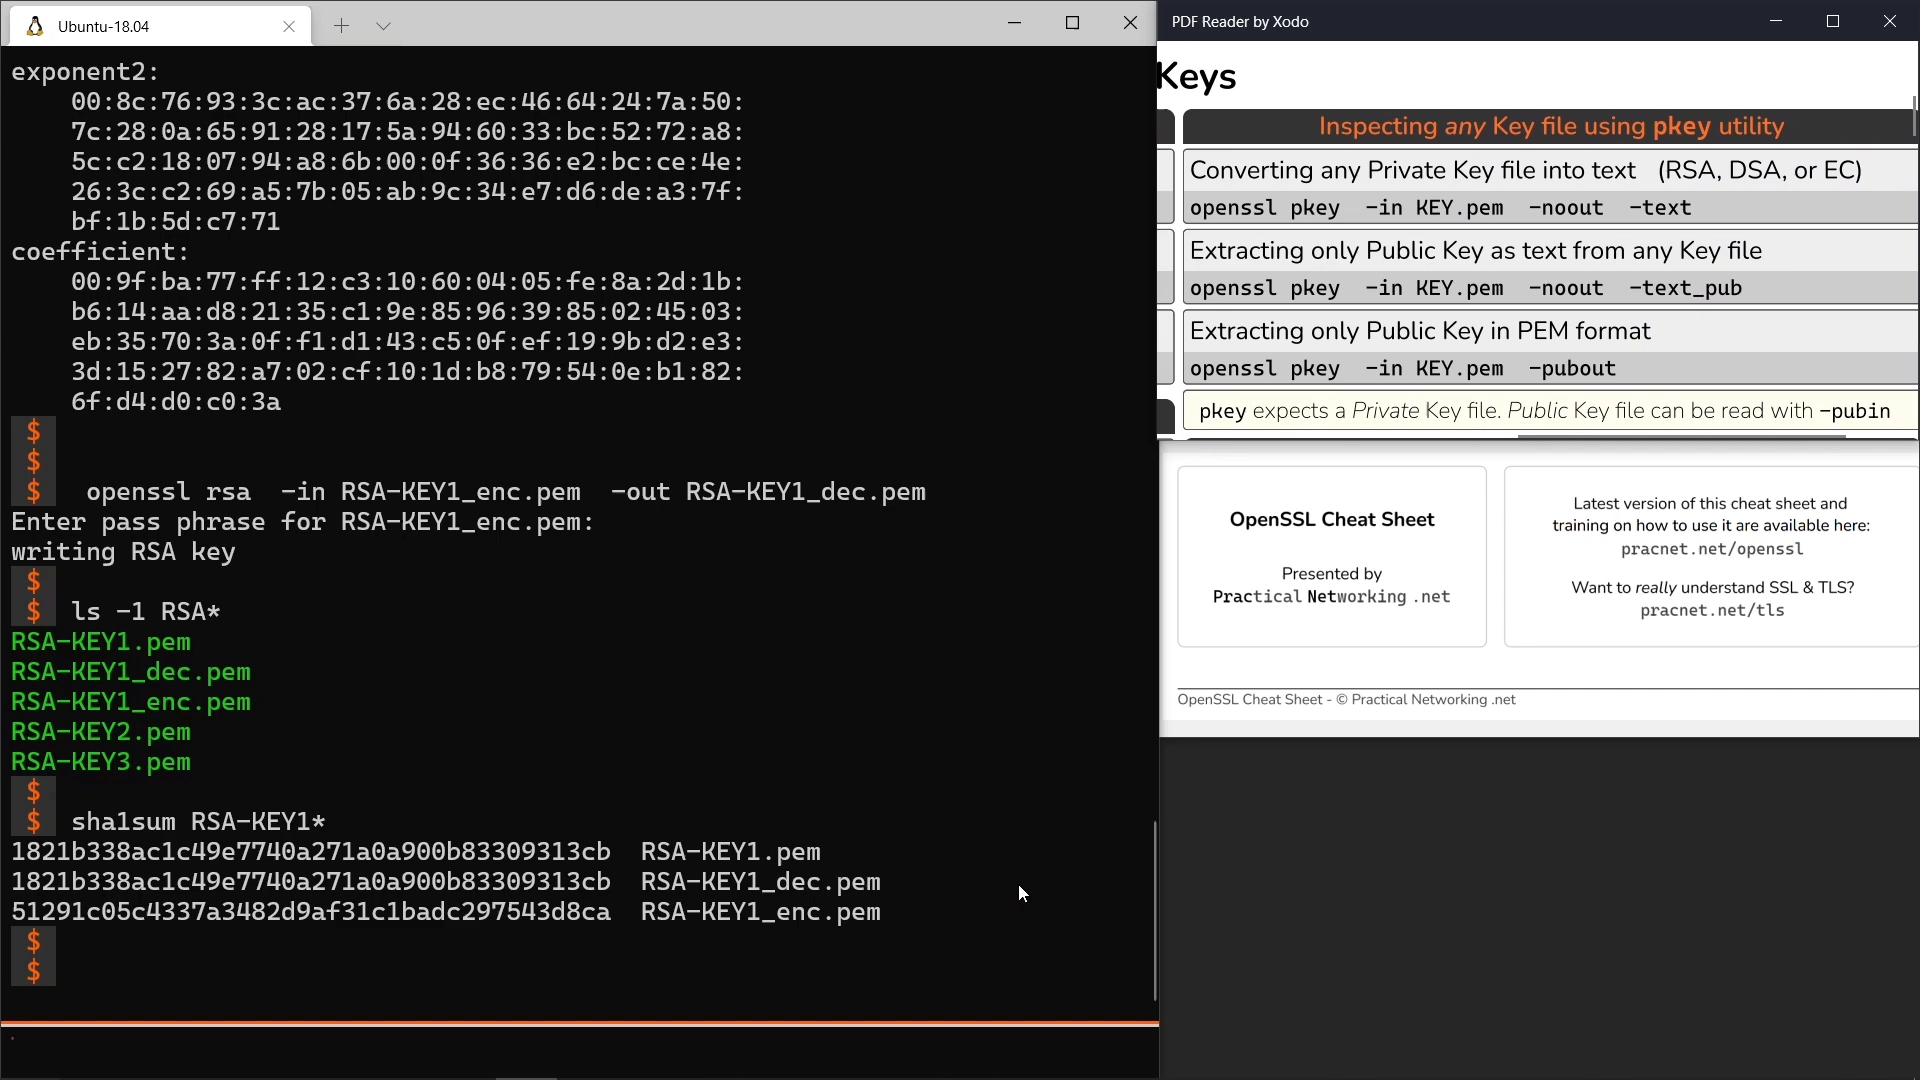 Ubuntu-18.04
exponent2:
00:8c:76:93:3c:ac:37:6a:28:ec:46:64:24:7a:50:
7c:28:0a:65:91:28:17:5a:94:60:33:bc:52:72:a8:
5c:c2:18:07:94:a8:6b:00:0f:36:36:e2:bc:ce:4e:
26:3c:c2:69:a5:7b:05:ab:9c:34:e7:d6:de:a3:7f:
bf:1b:5d:c7:71
coefficient:
00:9f:ba:77:ff:12:c3:10:60:04:05:fe:8a:2d:1b:
b6:14:aa:d8:21:35:c1:9e:85:96:39:85:02:45:03:
eb:35:70:3a:0f:f1:d1:43:c5:0f:ef:19:9b:d2:e3:
3d:15:27:82:a7:02:cf:10:1d:b8:79:54:0e:b1:82:
6f:d4:d0:c0:3a
$
$
$ openssl rsa -in RSA-KEY1_enc.pem -out RSA-KEY1_dec.pem
Enter pass phrase for RSA-KEY1_enc.pem:
writing RSA key
$
$ ls -1 RSA*
RSA-KEY1.pem
RSA-KEY1_dec.pem
RSA-KEY1_enc.pem
RSA-KEY2.pem
RSA-KEY3.pem
$
$ sha1sum RSA-KEY1*
1821b338ac1c49e7740a271a0a900b83309313cb RSA-KEY1.pem
1821b338ac1c49e7740a271a0a900b83309313cb RSA-KEY1_dec.pem
51291c05c4337a3482d9af31c1badc297543d8ca RSA-KEY1_enc.pem
$
$
PDF Reader by Xodo
Keys
Inspecting any Key file using pkey utility
Converting any Private Key file into text (RSA, DSA, or EC)
openssl pkey -in KEY.pem -noout -text
Extracting only Public Key as text from any Key file
openssl pkey -in KEY.pem -noout -text_pub
Extracting only Public Key in PEM format
openssl pkey -in KEY.pem -pubout
pkey expects a Private Key file. Public Key file can be read with -pubin
OpenSSL Cheat Sheet
Presented by
Practical Networking .net
Latest version of this cheat sheet and
training on how to use it are available here:
pracnet.net/openssl
Want to really understand SSL & TLS?
pracnet.net/tls
OpenSSL Cheat Sheet - © Practical Networking .net